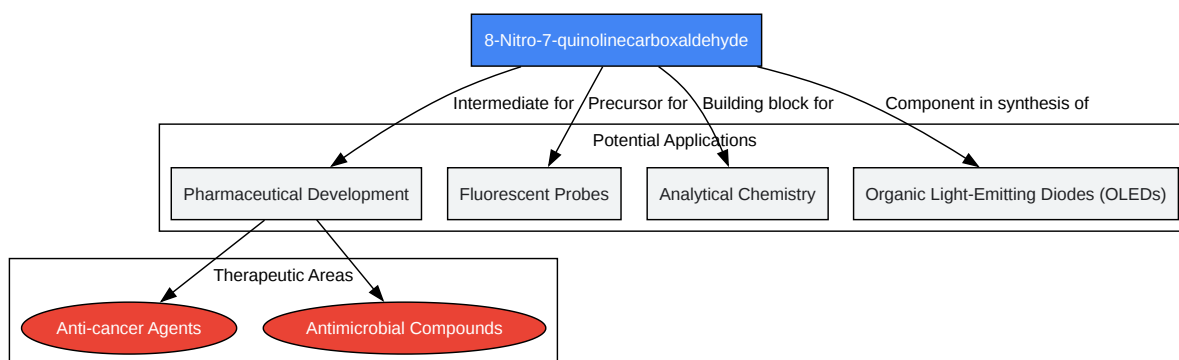 8-Nitro-7-quinolinecarboxaldehyde
Intermediate for
Precursor for
Building block for
Component in synthesis of
Potential Applications
Pharmaceutical Development
Fluorescent Probes
Analytical Chemistry
Organic Light-Emitting Diodes (OLEDs)
Therapeutic Areas
Anti-cancer Agents
Antimicrobial Compounds